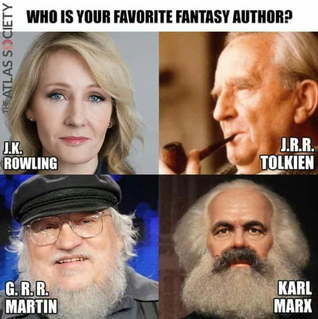 WHO IS YOUR FAVORITE FANTASY AUTHOR?
THE ATLAS SOCIETY
J.K.
ROWLING
J.R.R.
TOLKIEN
G. R. R.
MARTIN
KARL
MARX